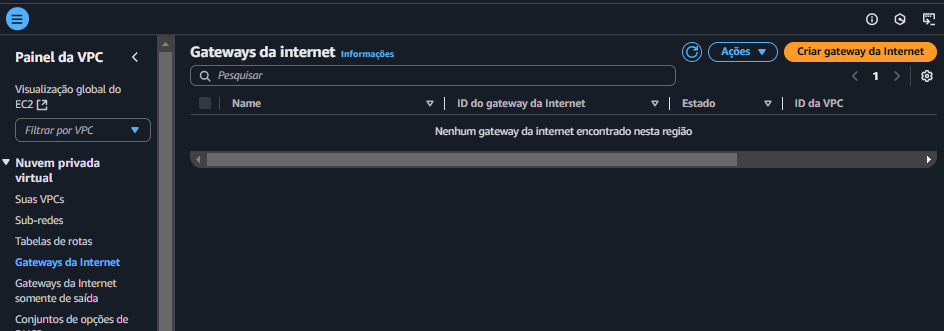 Painel da VPC
Visualização global do
EC2
Filtrar por VPC
Nuvem privada
virtual
Suas VPCs
Sub-redes
Tabelas de rotas
Gateways da Internet
Gateways da Internet
somente de saída
Conjuntos de opções de
Gateways da internet Informações
Ações
Criar gateway da Internet
Pesquisar
1
Name ID do gateway da Internet Estado ID da VPC
Nenhum gateway da internet encontrado nesta região